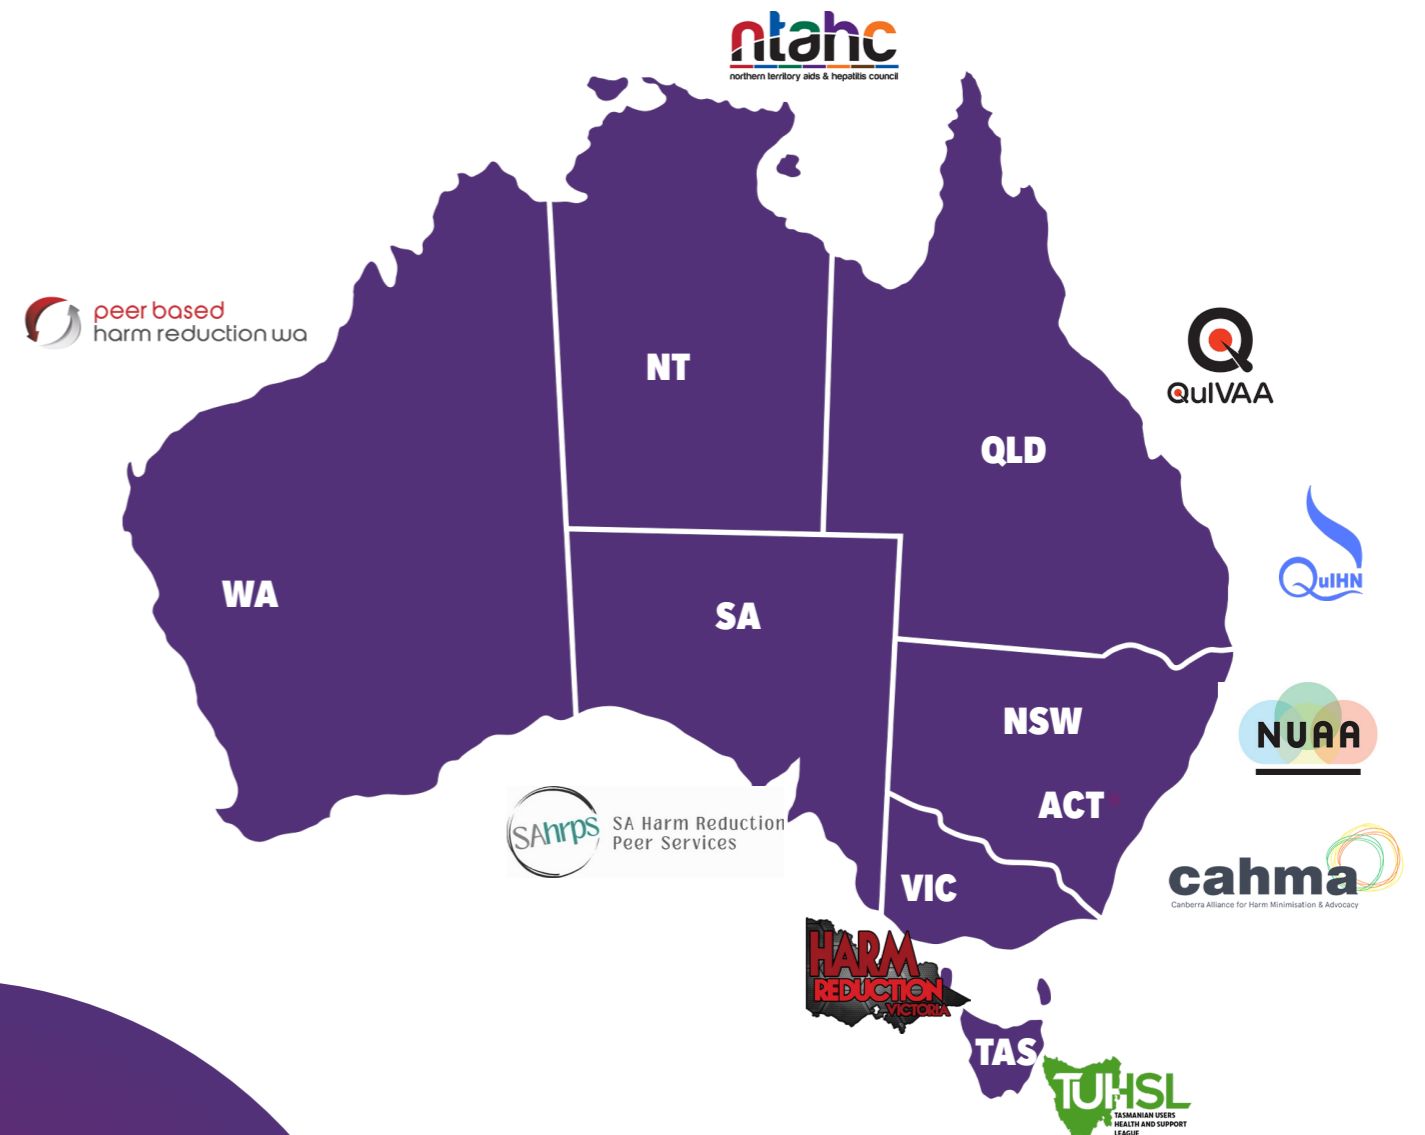 ntahc
northern territory aids & hepatitis council
peer based
harm reduction wa
NT
QuIVAA
QLD
QuIHN
WA
SA
NSW
NUAA
ACT
SAhrps
SA Harm Reduction
Peer Services
cahma
Canberra Alliance for Harm Minimisation & Advocacy
VIC
HARM
REDUCTION
VICTORIA
TAS
TUHSL
TASMANIAN USERS
HEALTH AND SUPPORT
LEAGUE